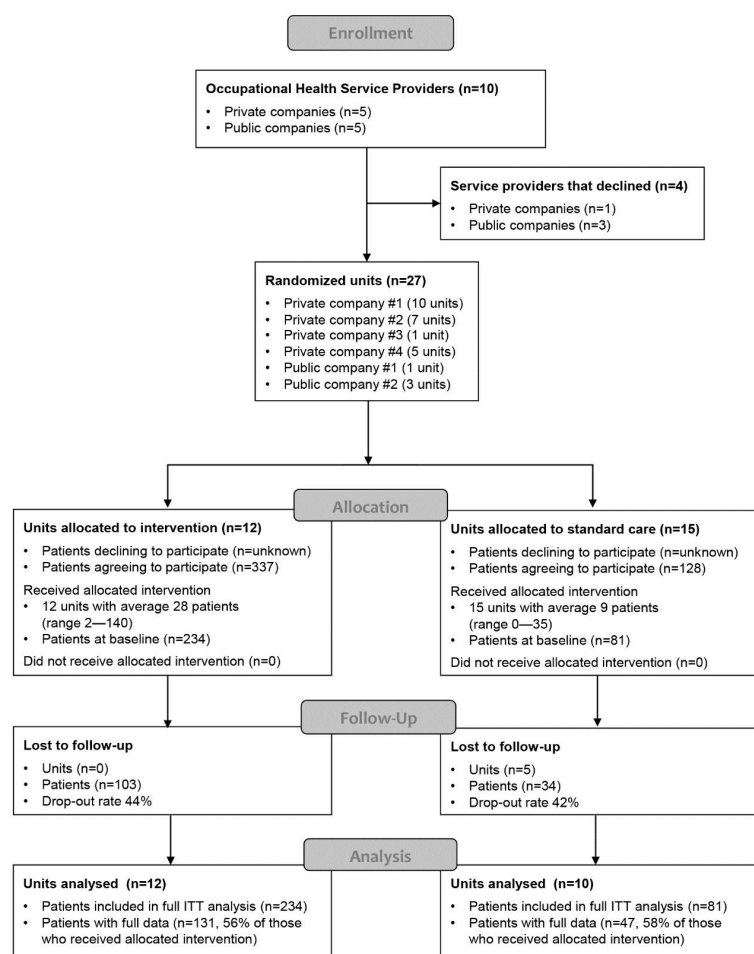 Enrollment
Occupational Health Service Providers (n=10)
• Private companies (n=5)
• Public companies (n=5)
Service providers that declined (n=4)
• Private companies (n=1)
• Public companies (n=3)
Randomized units (n=27)
• Private company #1 (10 units)
• Private company #2 (7 units)
• Private company #3 (1 unit)
• Private company #4 (5 units)
• Public company #1 (1 unit)
• Public company #2 (3 units)
Allocation
Units allocated to intervention (n=12)
• Patients declining to participate (n=unknown)
• Patients agreeing to participate (n=337)
Received allocated intervention
• 12 units with average 28 patients
(range 2—140)
• Patients at baseline (n=234)
Did not receive allocated intervention (n=0)
Units allocated to standard care (n=15)
• Patients declining to participate (n=unknown)
• Patients agreeing to participate (n=128)
Received allocated intervention
• 15 units with average 9 patients
(range 0—35)
• Patients at baseline (n=81)
Did not receive allocated intervention (n=0)
Follow-Up
Lost to follow-up
• Units (n=0)
• Patients (n=103)
• Drop-out rate 44%
Lost to follow-up
• Units (n=5)
• Patients (n=34)
• Drop-out rate 42%
Analysis
Units analysed (n=12)
• Patients included in full ITT analysis (n=234)
• Patients with full data (n=131, 56% of those
who received allocated intervention)
Units analysed (n=10)
• Patients included in full ITT analysis (n=81)
• Patients with full data (n=47, 58% of those
who received allocated intervention)